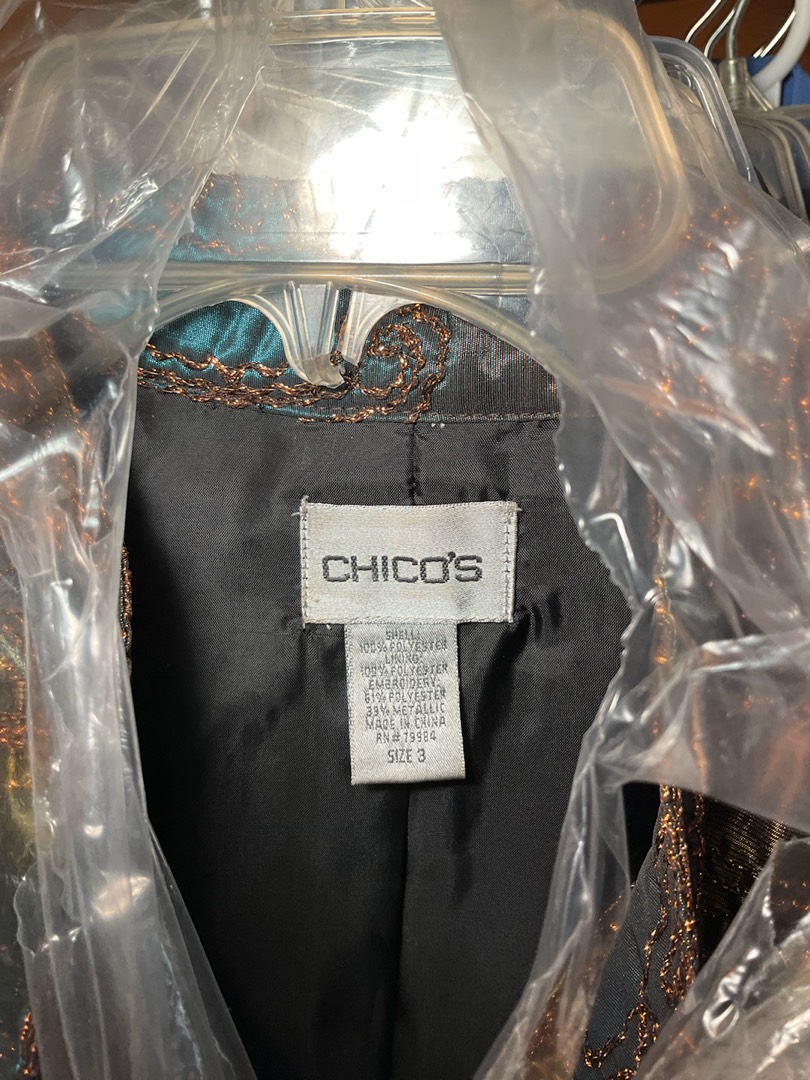 CHICO'S
SHELL:
100% POLYESTER
LINING:
100% POLYESTER
EMBROIDERY:
61% POLYESTER
39% METALLIC
MADE IN CHINA
RN# 79984
SIZE 3